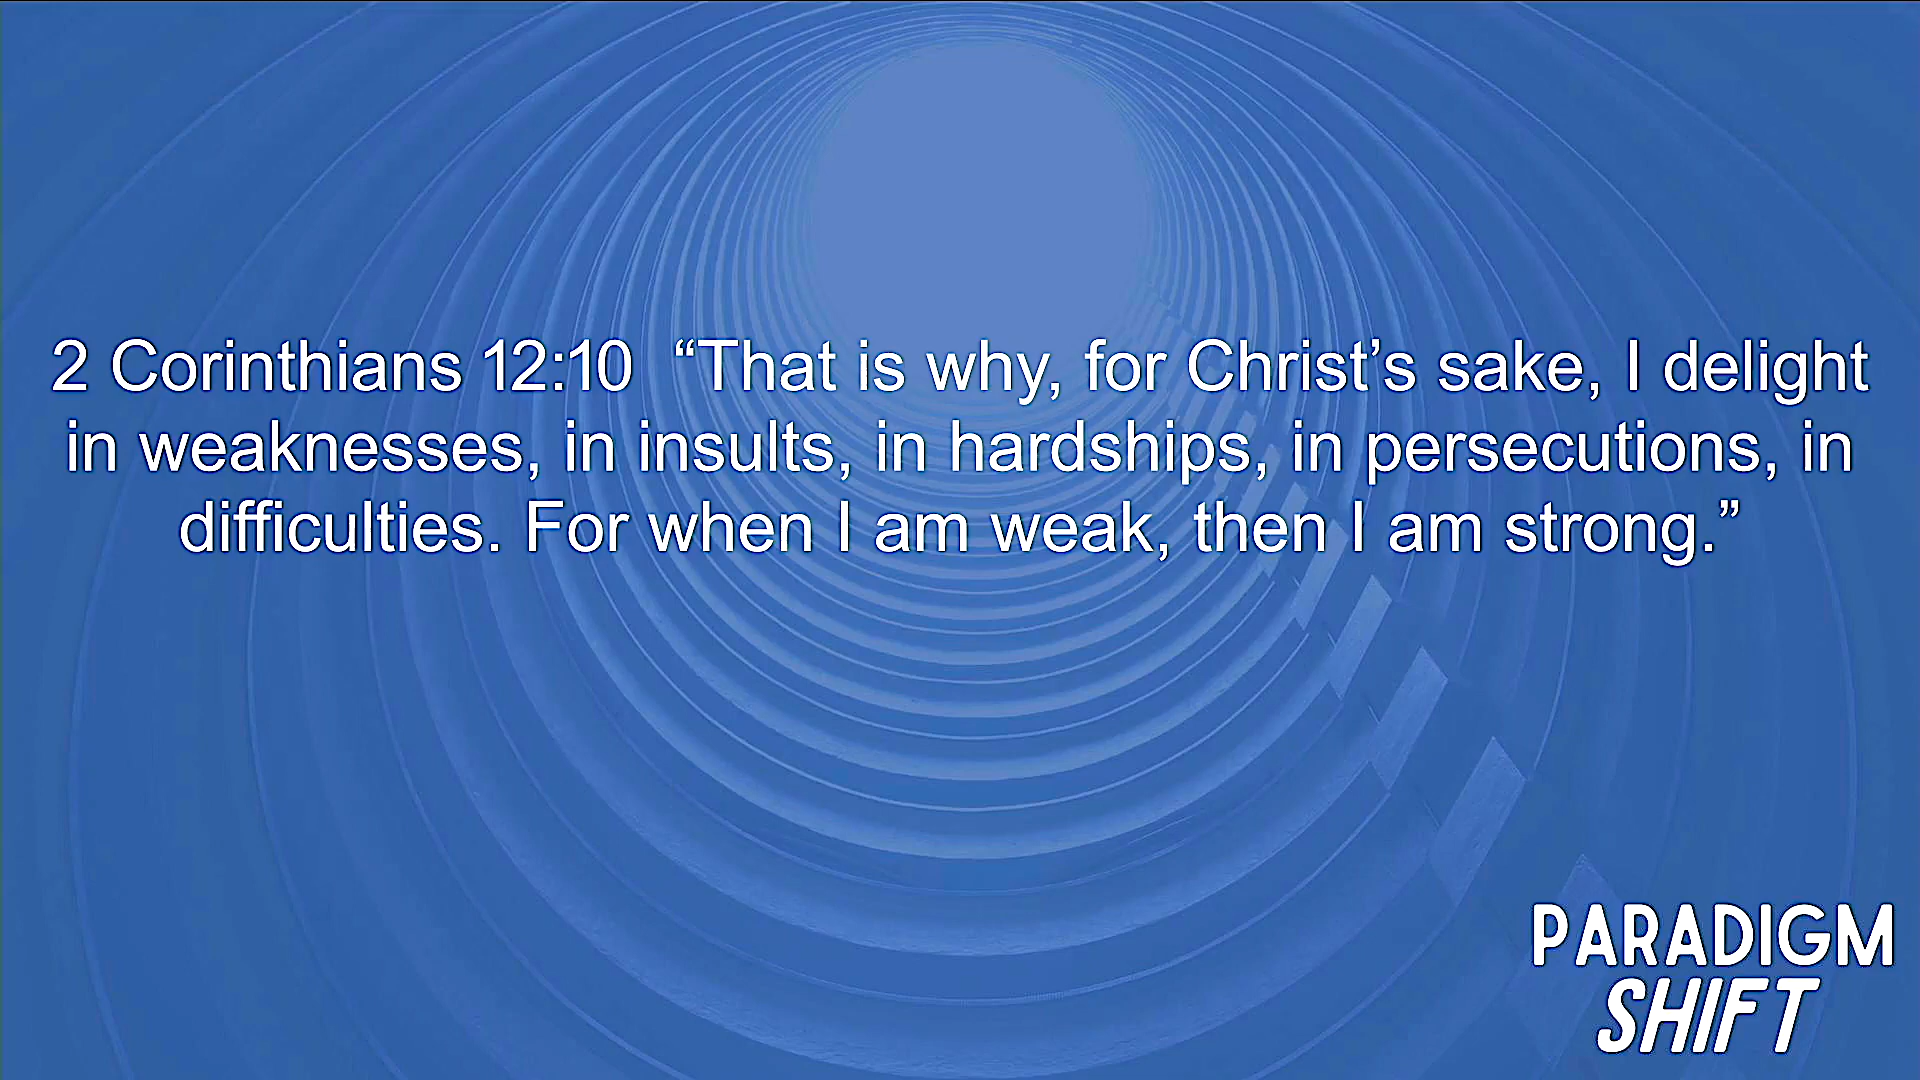 2 Corinthians 12:10  “That is why, for Christ’s sake, I delight
in weaknesses, in insults, in hardships, in persecutions, in
difficulties. For when I am weak, then I am strong.”
PARADIGM
SHIFT